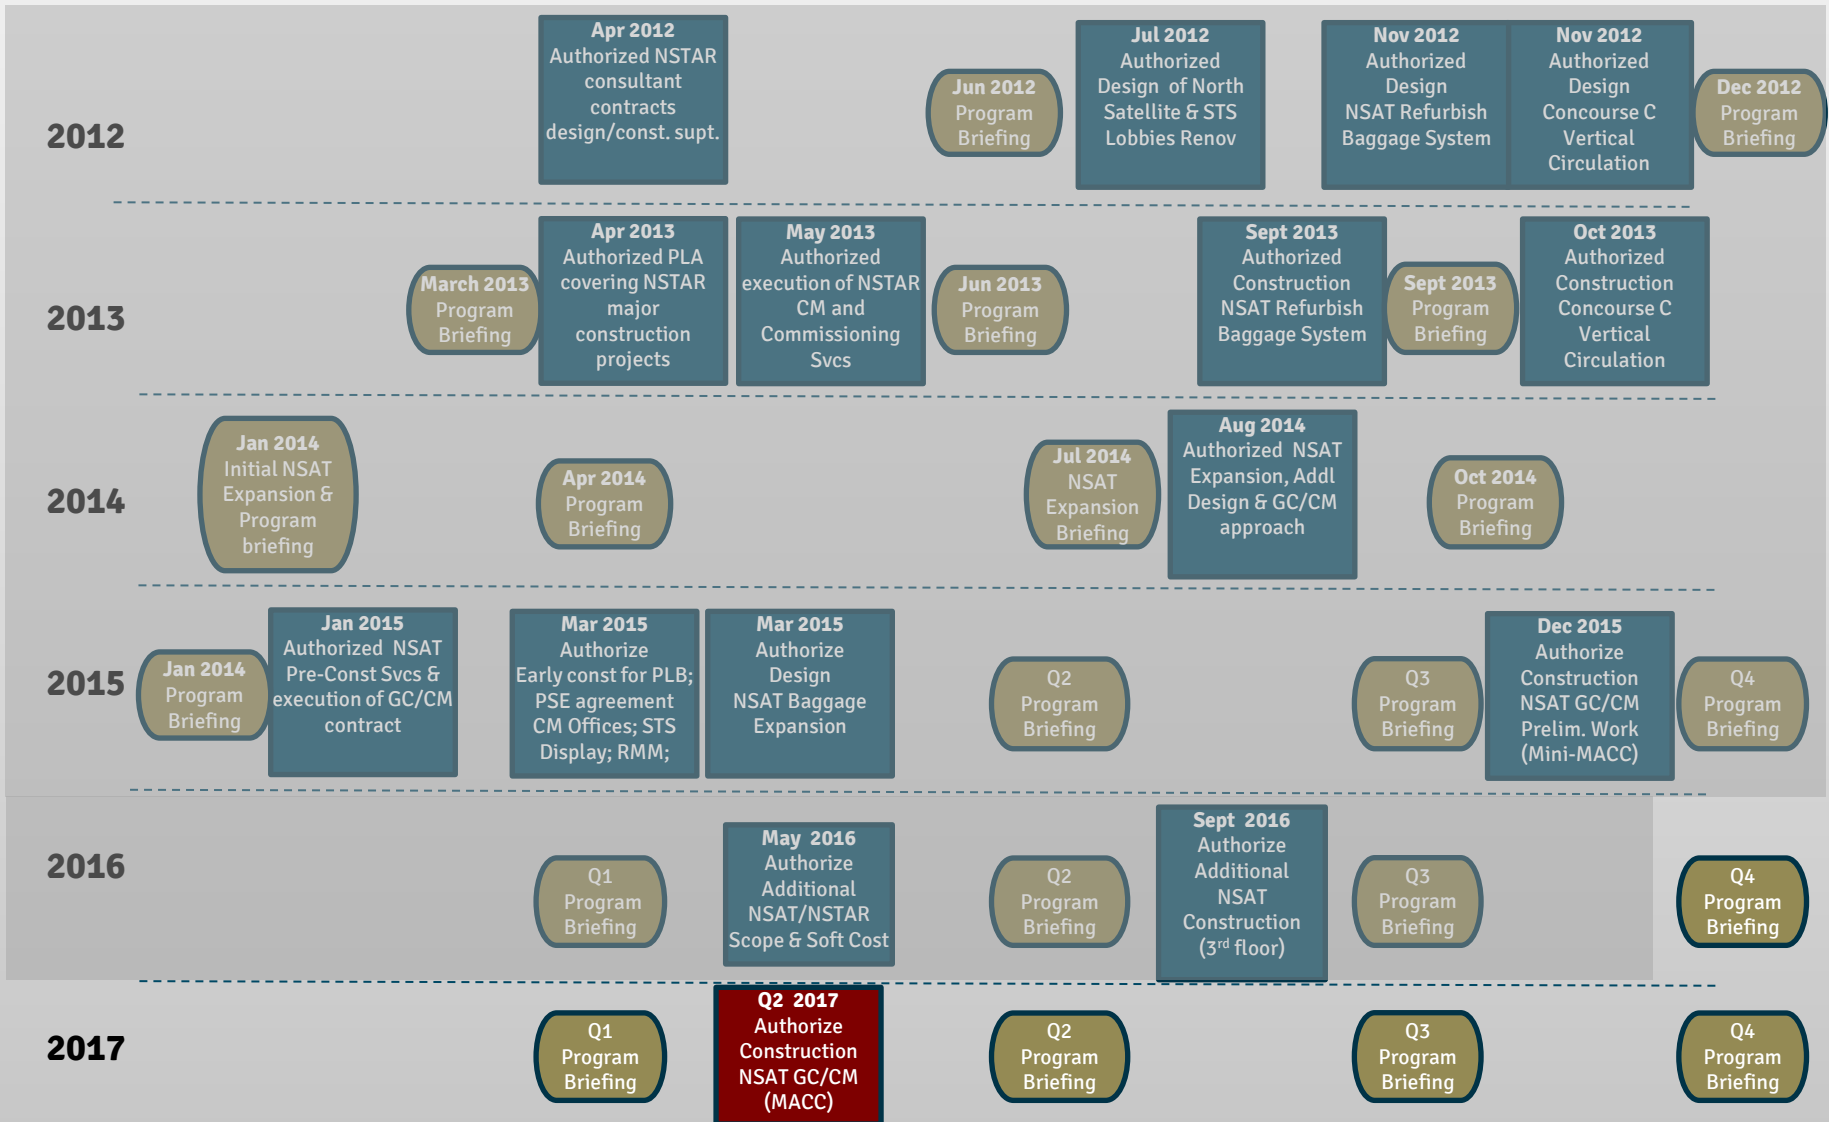 2012
Apr 2012
Authorized NSTAR
consultant
contracts
design/const. supt.
Jun 2012
Program
Briefing
Jul 2012
Authorized
Design of North
Satellite & STS
Lobbies Renov
Nov 2012
Authorized
Design
NSAT Refurbish
Baggage System
Nov 2012
Authorized
Design
Concourse C
Vertical
Circulation
Dec 2012
Program
Briefing
2013
March 2013
Program
Briefing
Apr 2013
Authorized PLA
covering NSTAR
major
construction
projects
May 2013
Authorized
execution of NSTAR
CM and
Commissioning
Svcs
Jun 2013
Program
Briefing
Sept 2013
Authorized
Construction
NSAT Refurbish
Baggage System
Sept 2013
Program
Briefing
Oct 2013
Authorized
Construction
Concourse C
Vertical
Circulation
2014
Jan 2014
Initial NSAT
Expansion &
Program
briefing
Apr 2014
Program
Briefing
Jul 2014
NSAT
Expansion
Briefing
Aug 2014
Authorized NSAT
Expansion, Addl
Design & GC/CM
approach
Oct 2014
Program
Briefing
2015
Jan 2014
Program
Briefing
Jan 2015
Authorized NSAT
Pre-Const Svcs &
execution of GC/CM
contract
Mar 2015
Authorize
Early const for PLB;
PSE agreement
CM Offices; STS
Display; RMM;
Mar 2015
Authorize
Design
NSAT Baggage
Expansion
Q2
Program
Briefing
Q3
Program
Briefing
Dec 2015
Authorize
Construction
NSAT GC/CM
Prelim. Work
(Mini-MACC)
Q4
Program
Briefing
2016
Q1
Program
Briefing
May 2016
Authorize
Additional
NSAT/NSTAR
Scope & Soft Cost
Q2
Program
Briefing
Sept 2016
Authorize
Additional
NSAT
Construction
(3rd floor)
Q3
Program
Briefing
Q4
Program
Briefing
2017
Q1
Program
Briefing
Q2 2017
Authorize
Construction
NSAT GC/CM
(MACC)
Q2
Program
Briefing
Q3
Program
Briefing
Q4
Program
Briefing